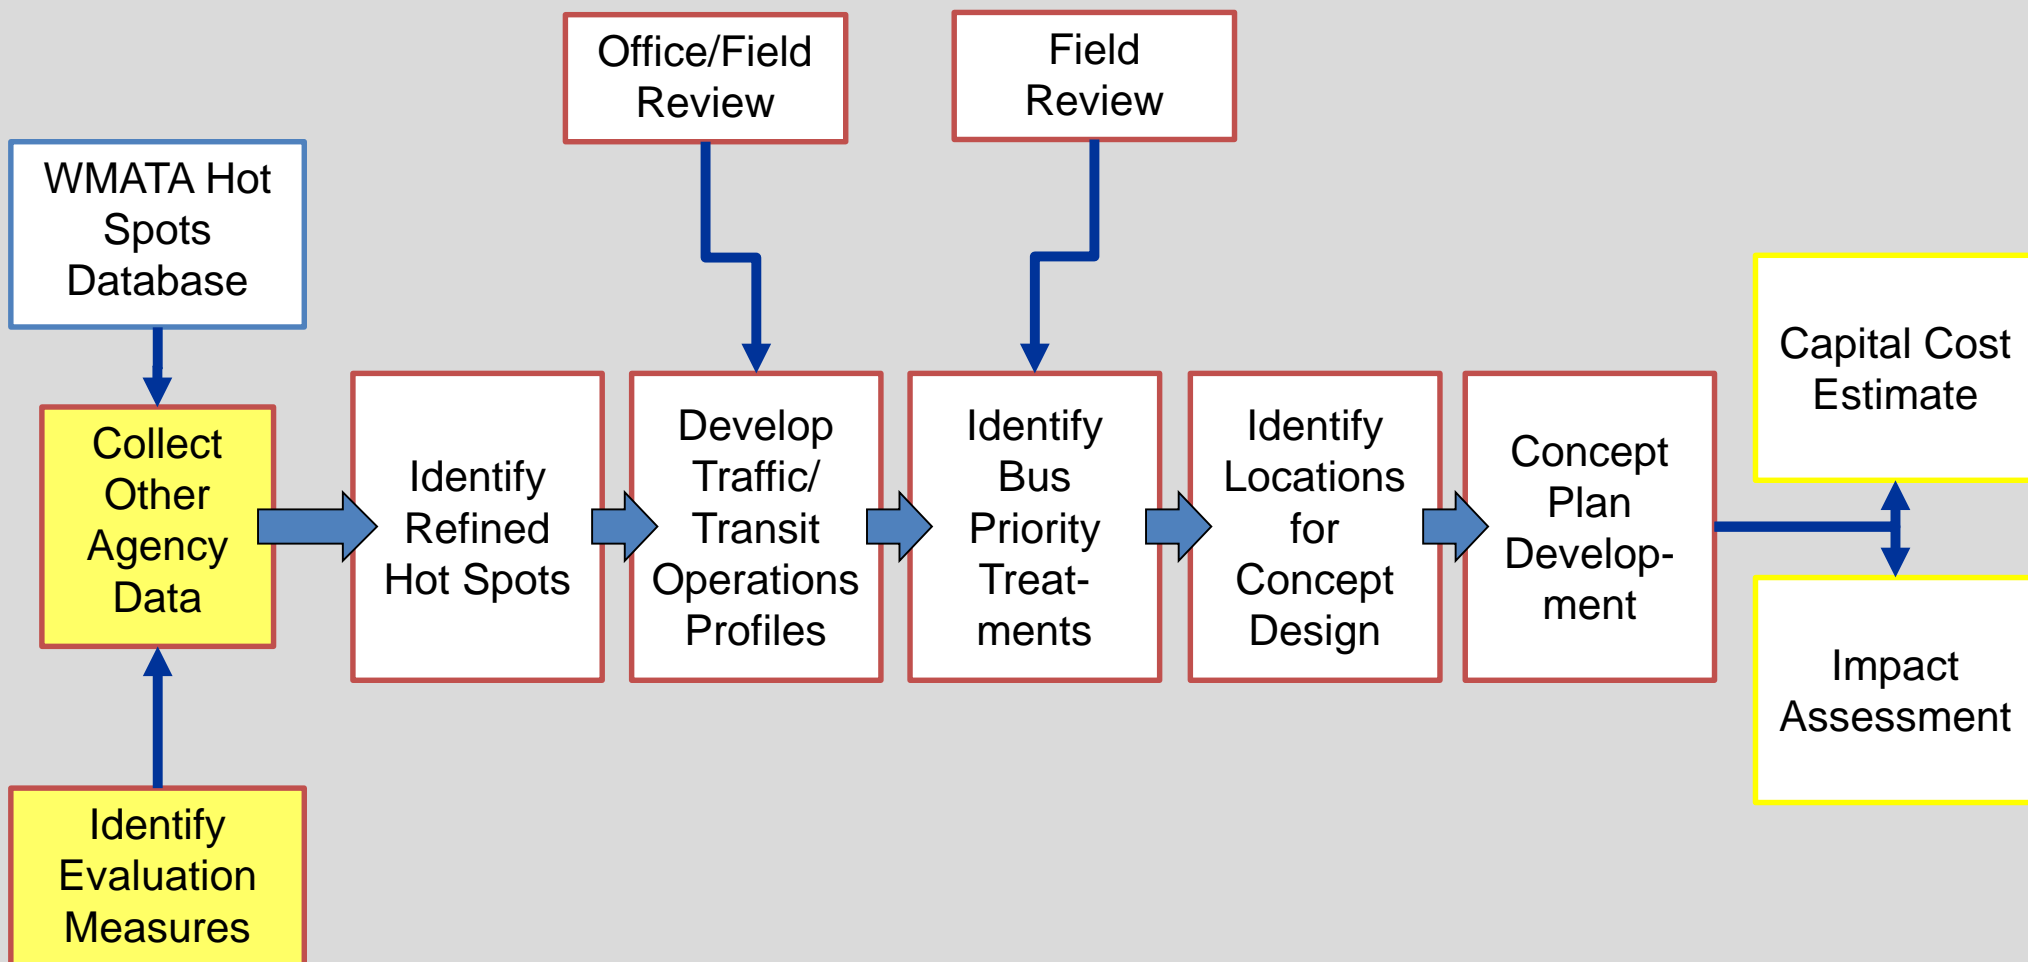 Office/Field
Review
Field
Review
WMATA Hot
Spots
Database
Collect
Other
Agency
Data
Identify
Evaluation
Measures
Identify
Refined
Hot Spots
Develop
Traffic/
Transit
Operations
Profiles
Identify
Bus
Priority
Treat-
ments
Identify
Locations
for
Concept
Design
Concept
Plan
Develop-
ment
Capital Cost
Estimate
Impact
Assessment